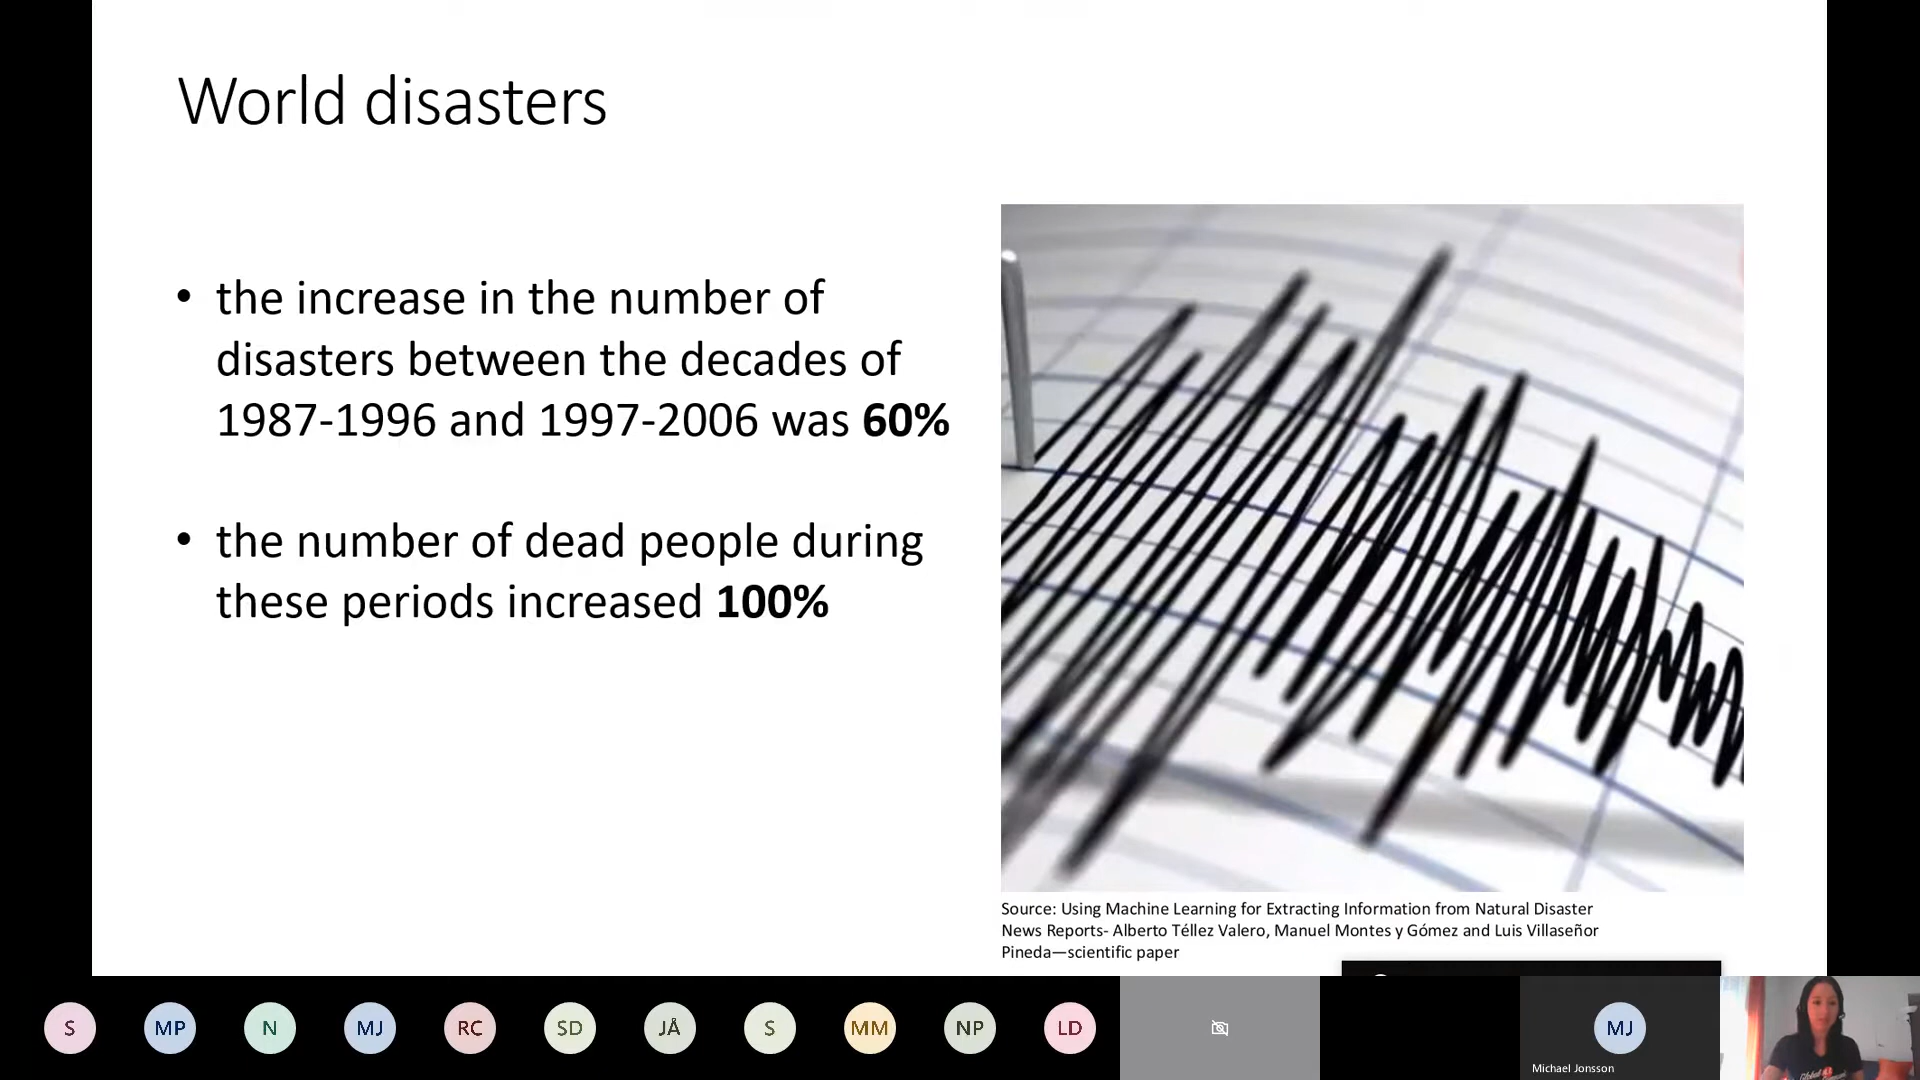 World disasters
• the increase in the number of
disasters between the decades of
1987-1996 and 1997-2006 was 60%
• the number of dead people during
these periods increased 100%
Source: Using Machine Learning for Extracting Information from Natural Disaster
News Reports- Alberto Téllez Valero, Manuel Montes y Gómez and Luis Villaseñor
Pineda—scientific paper
S
MP
N
MJ
RC
SD
JÅ
S
MM
NP
LD
MJ
Michael Jonsson